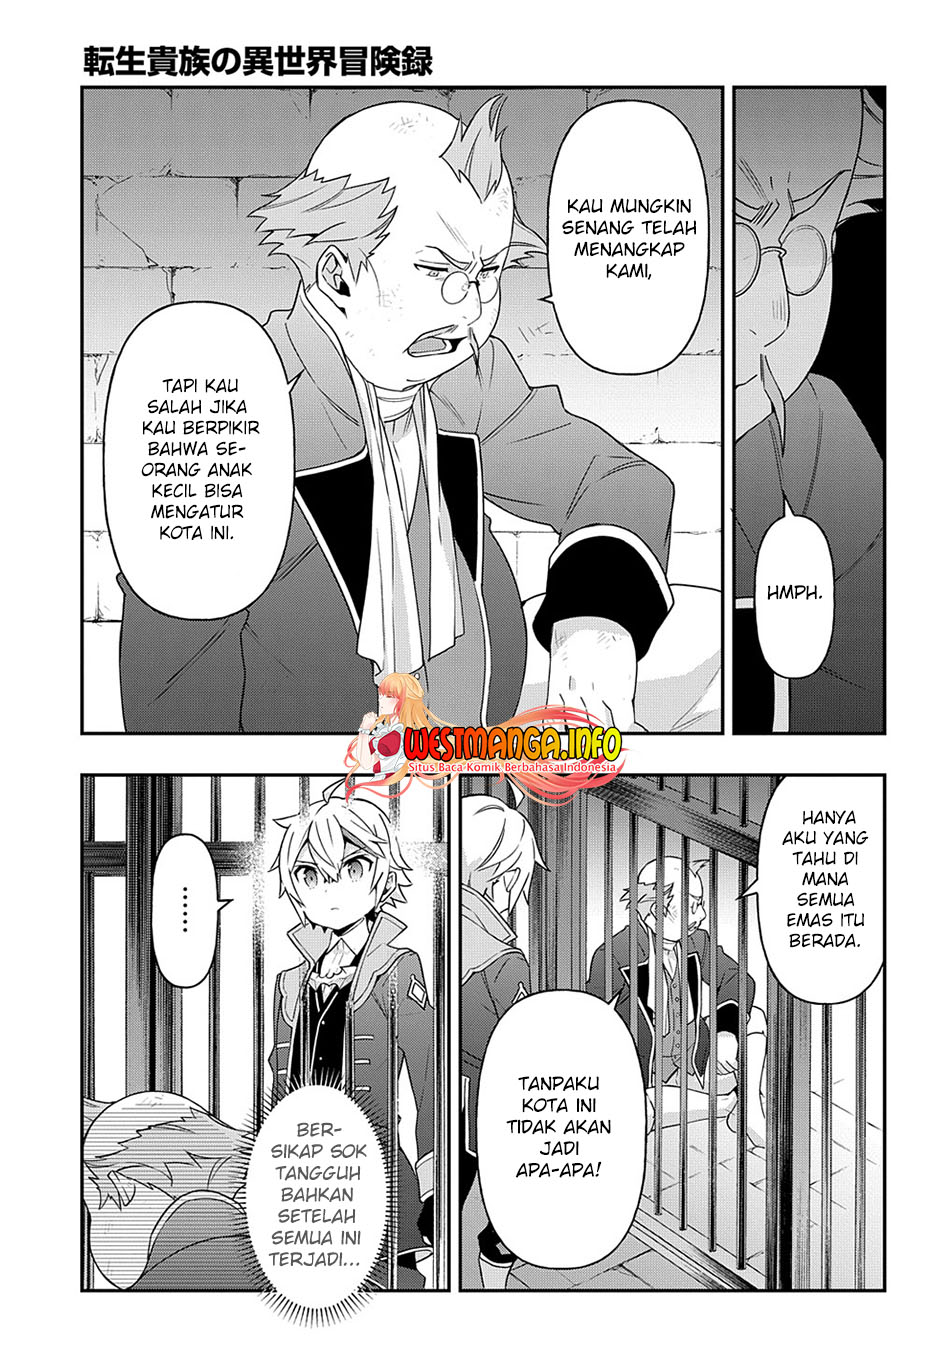 転生貴族の異世界冒険録
HMPH.
KAU MUNGKIN
SENANG TELAH
MENANGKAP
KAMI,
TAPI KAU
SALAH JIKA
KAU BERPIKIR
BAHWA SE-
ORANG ANAK
KECIL BISA
MENGATUR
KOTA INI.
WESTMANGA.INFO
Situs Baca Komik Berbahasa Indonesia
HANYA
AKU YANG
TAHU DI
MANA
SEMUA
EMAS ITU
BERADA.
TANPAKU
KOTA INI
TIDAK AKAN
JADI
APA-APA!
.......
BER-
SIKAP SOK
TANGGUH
BAHKAN
SETELAH
SEMUA INI
TERJADI...